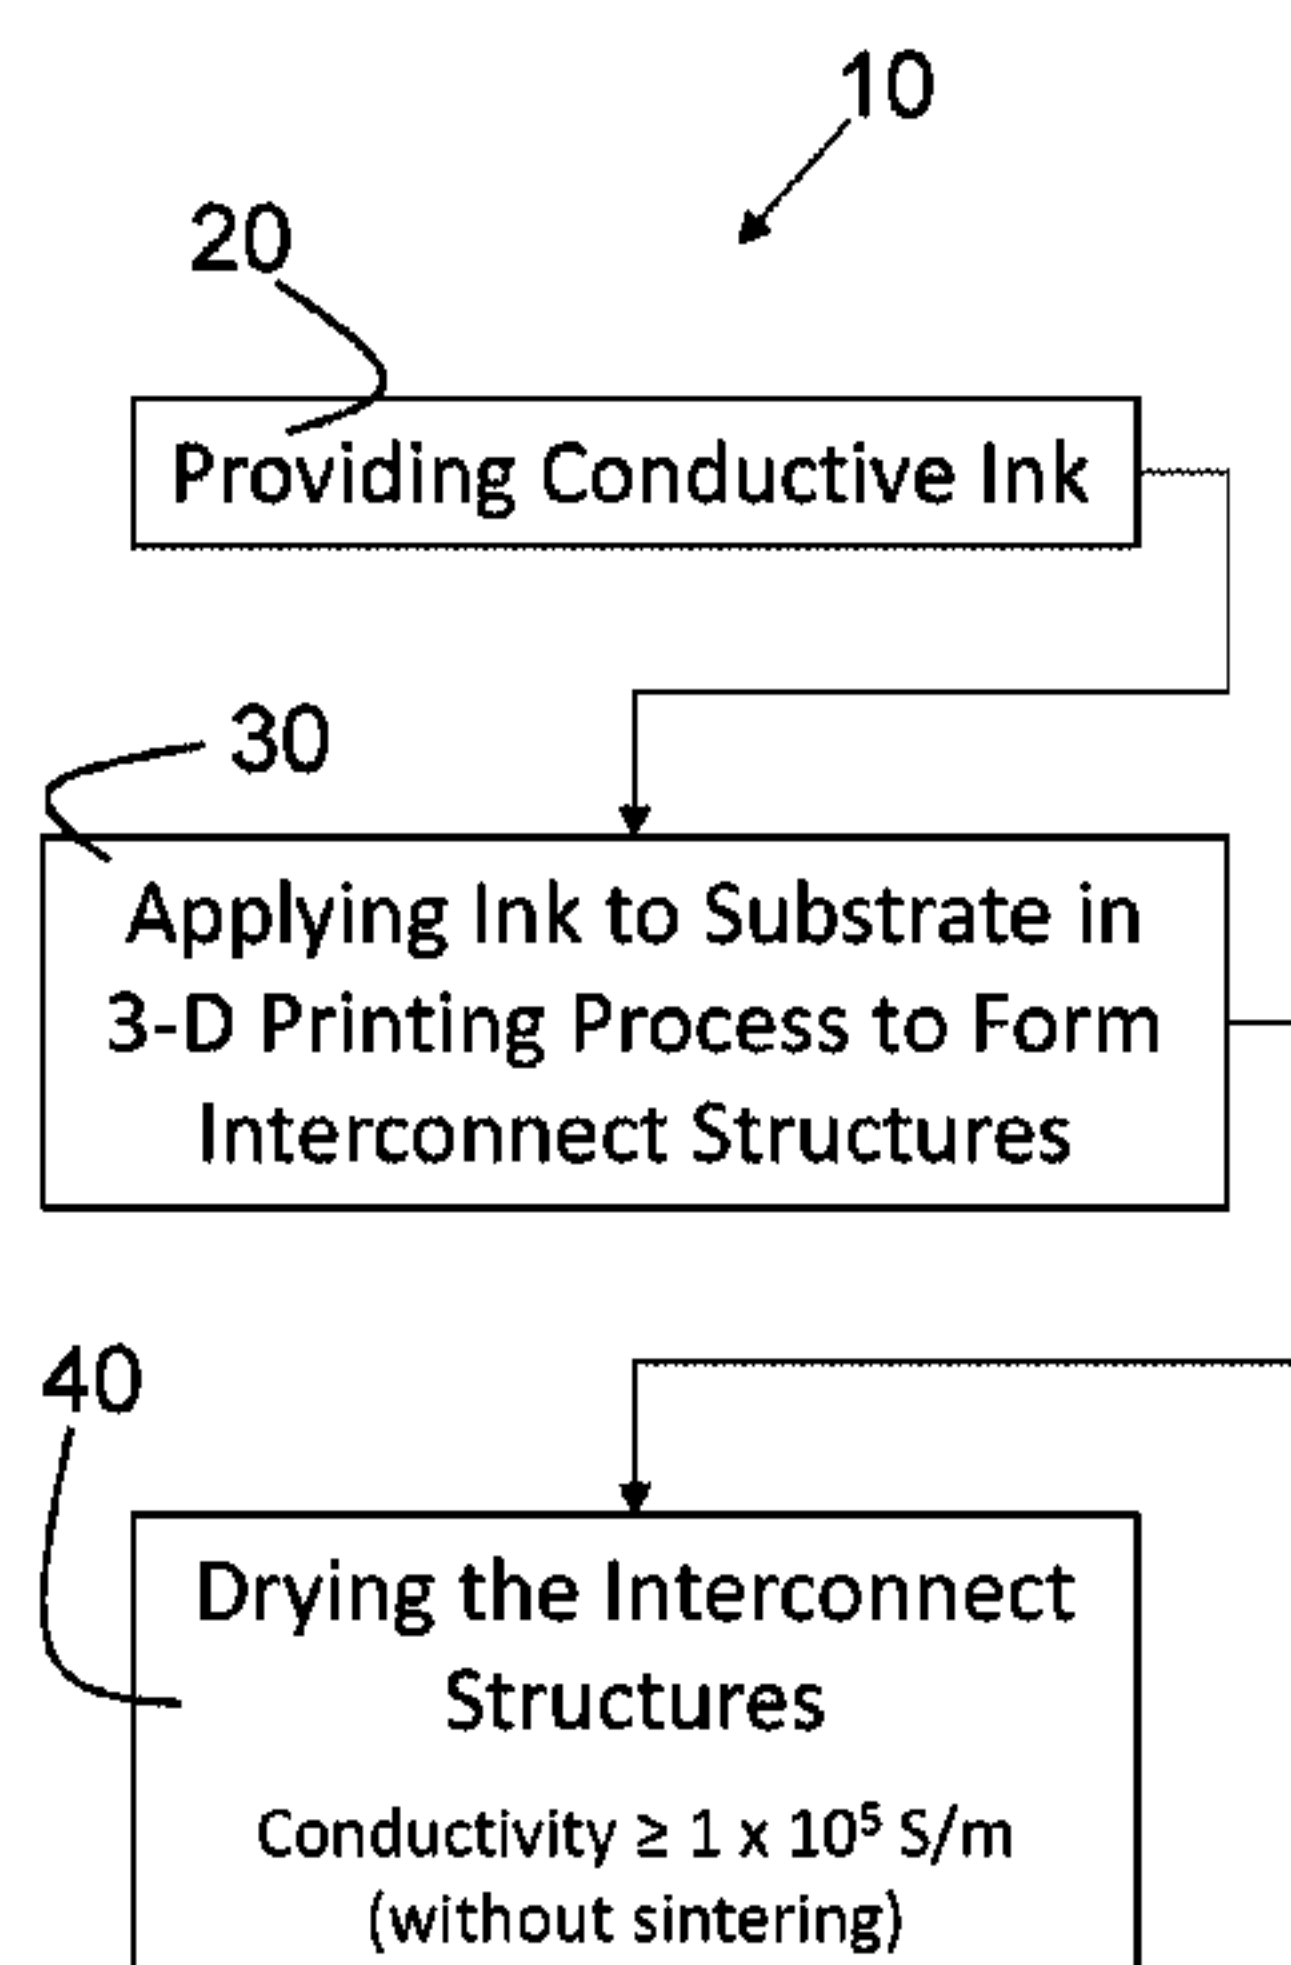 10
20
Providing Conductive Ink
30
Applying Ink to Substrate in
3-D Printing Process to Form
Interconnect Structures
40
Drying the Interconnect
Structures
Conductivity ≥ 1 x 10⁵ S/m
(without sintering)